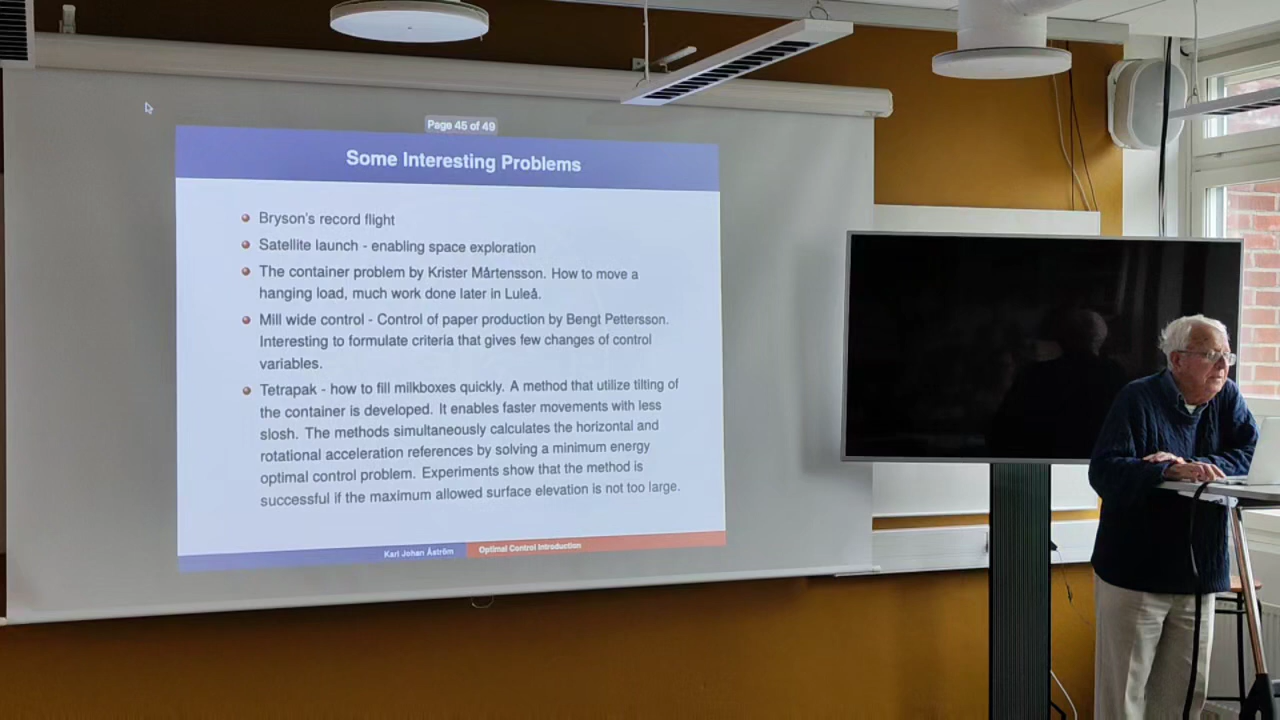 Page 45 of 49
Some Interesting Problems
Bryson's record flight
Satellite launch - enabling space exploration
The container problem by Krister Mårtensson. How to move a
hanging load, much work done later in Luleå.
Mill wide control - Control of paper production by Bengt Pettersson.
Interesting to formulate criteria that gives few changes of control
variables.
Tetrapak - how to fill milkboxes quickly. A method that utilize tilting of
the container is developed. It enables faster movements with less
slosh. The methods simultaneously calculates the horizontal and
rotational acceleration references by solving a minimum energy
optimal control problem. Experiments show that the method is
successful if the maximum allowed surface elevation is not too large.
Karl Johan Åström
Optimal Control Introduction